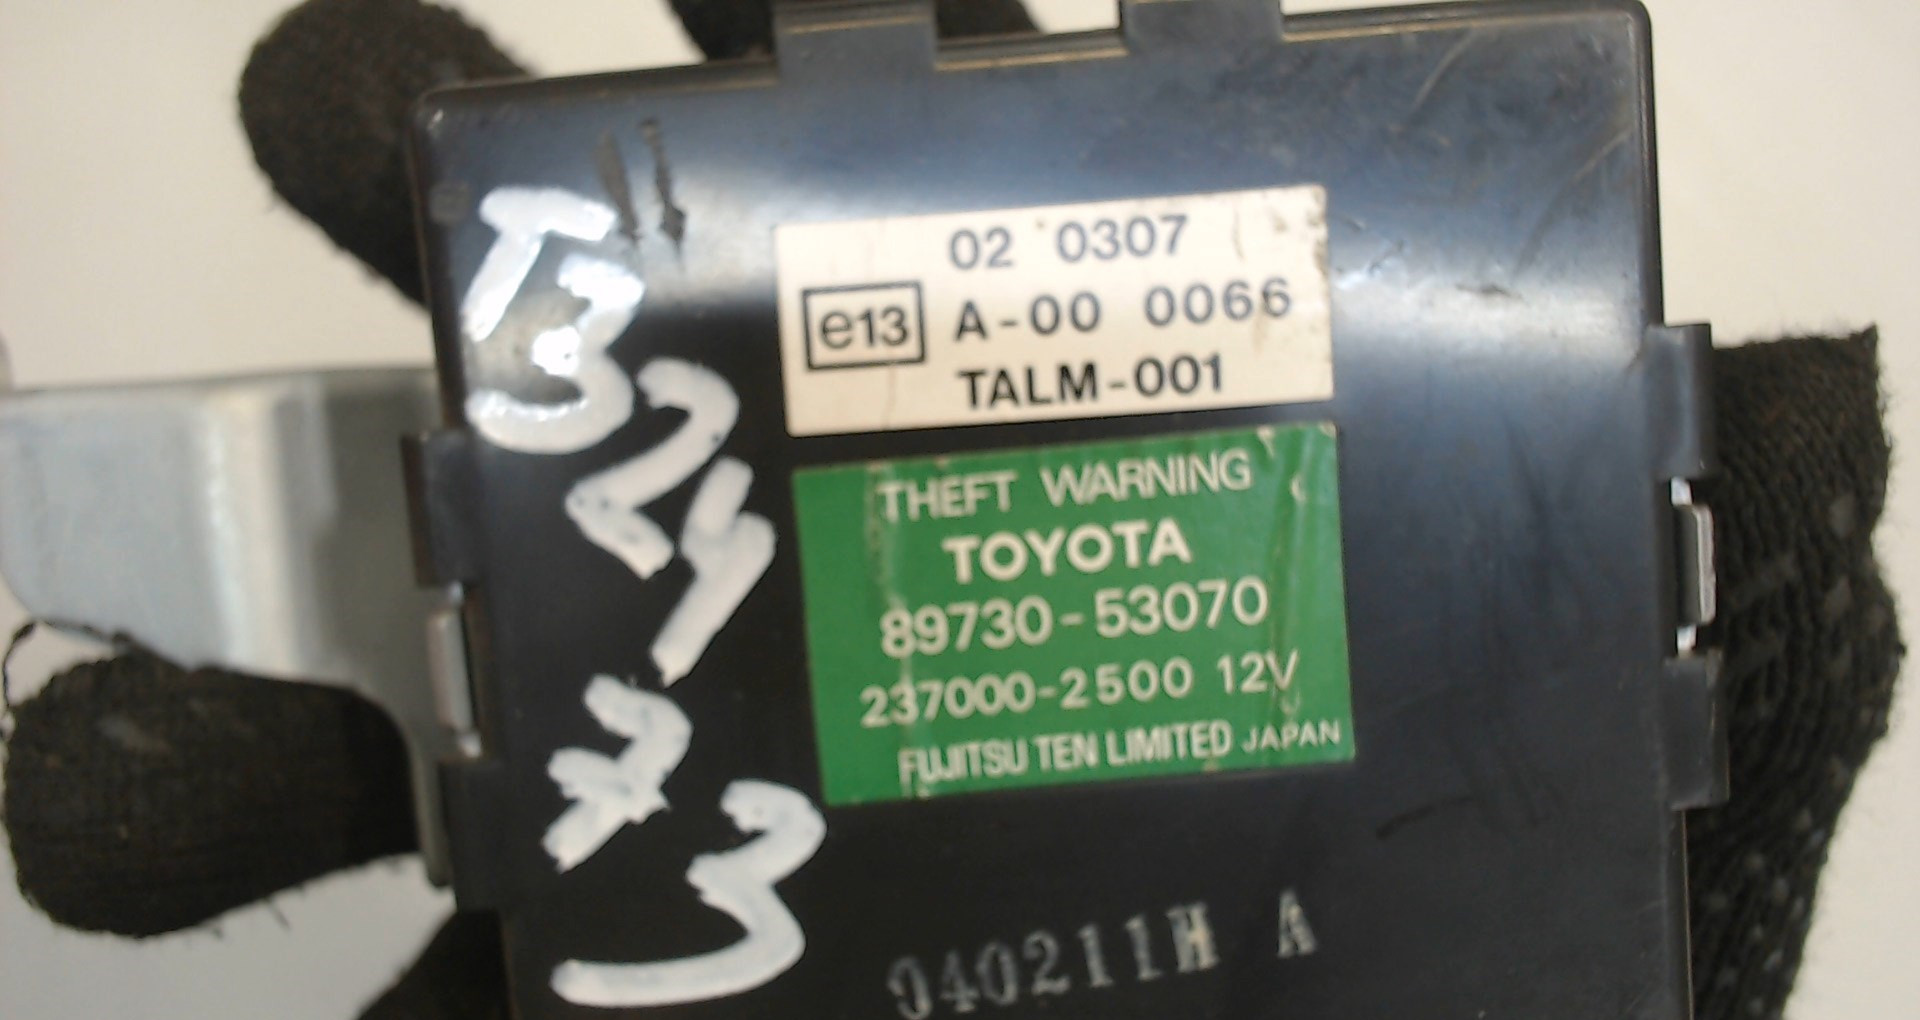 02 0307
e13 A-00 0066
TALM-001
THEFT WARNING
TOYOTA
89730-53070
237000-2500 12V
FUJITSU TEN LIMITED JAPAN
040211H A